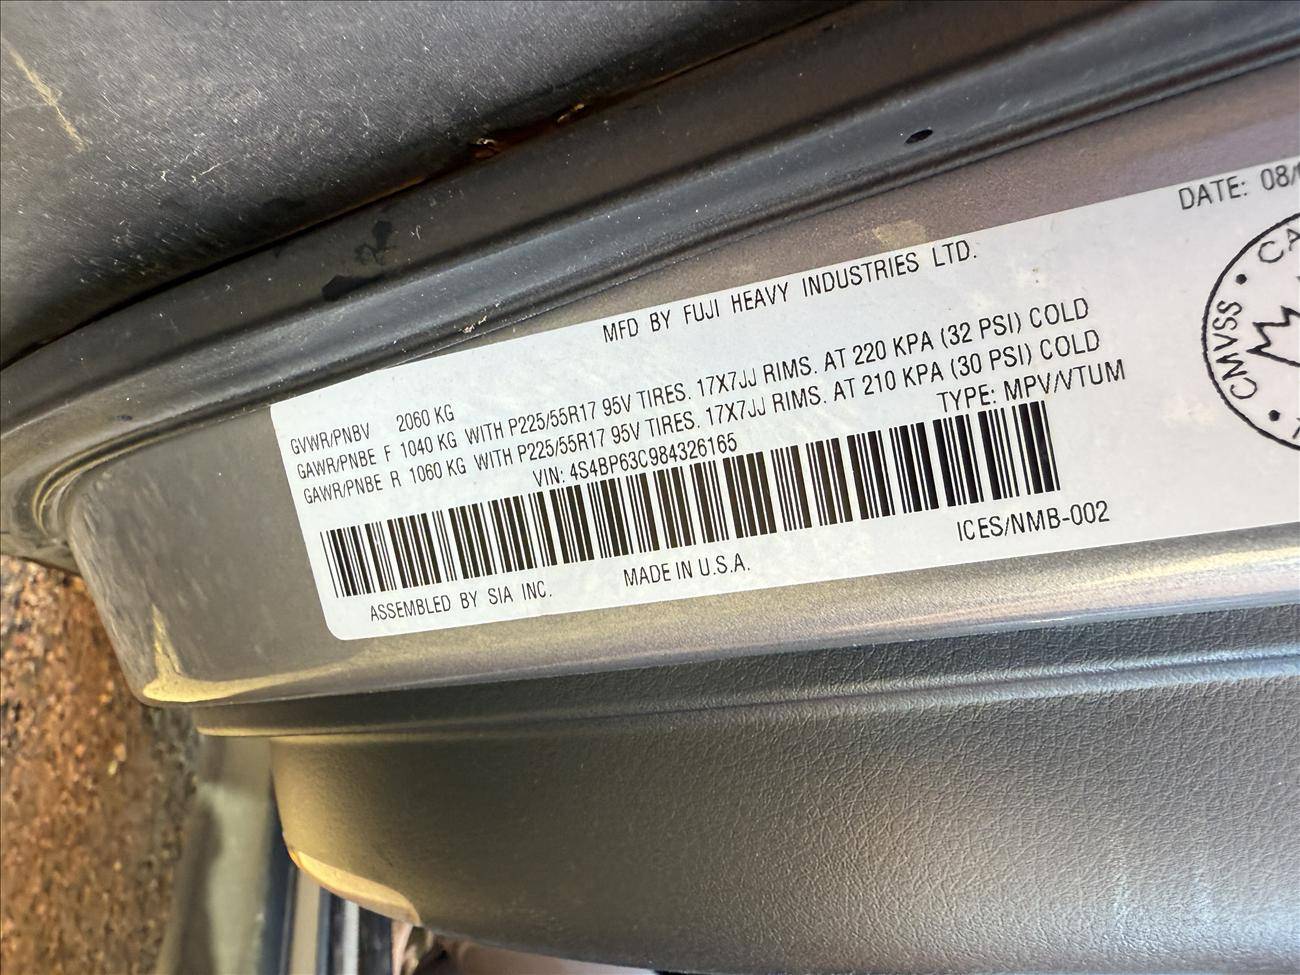 DATE: 08/
MFD BY FUJI HEAVY INDUSTRIES LTD.
GVWR/PNBV 2060 KG
GAWR/PNBE F 1040 KG WITH P225/55R17 95V TIRES. 17X7JJ RIMS. AT 220 KPA (32 PSI) COLD
GAWR/PNBE R 1060 KG WITH P225/55R17 95V TIRES. 17X7JJ RIMS. AT 210 KPA (30 PSI) COLD
VIN: 4S4BP63C984326165 TYPE: MPV/VTUM
ASSEMBLED BY SIA INC. MADE IN U.S.A. ICES/NMB-002
CMVSS • CA